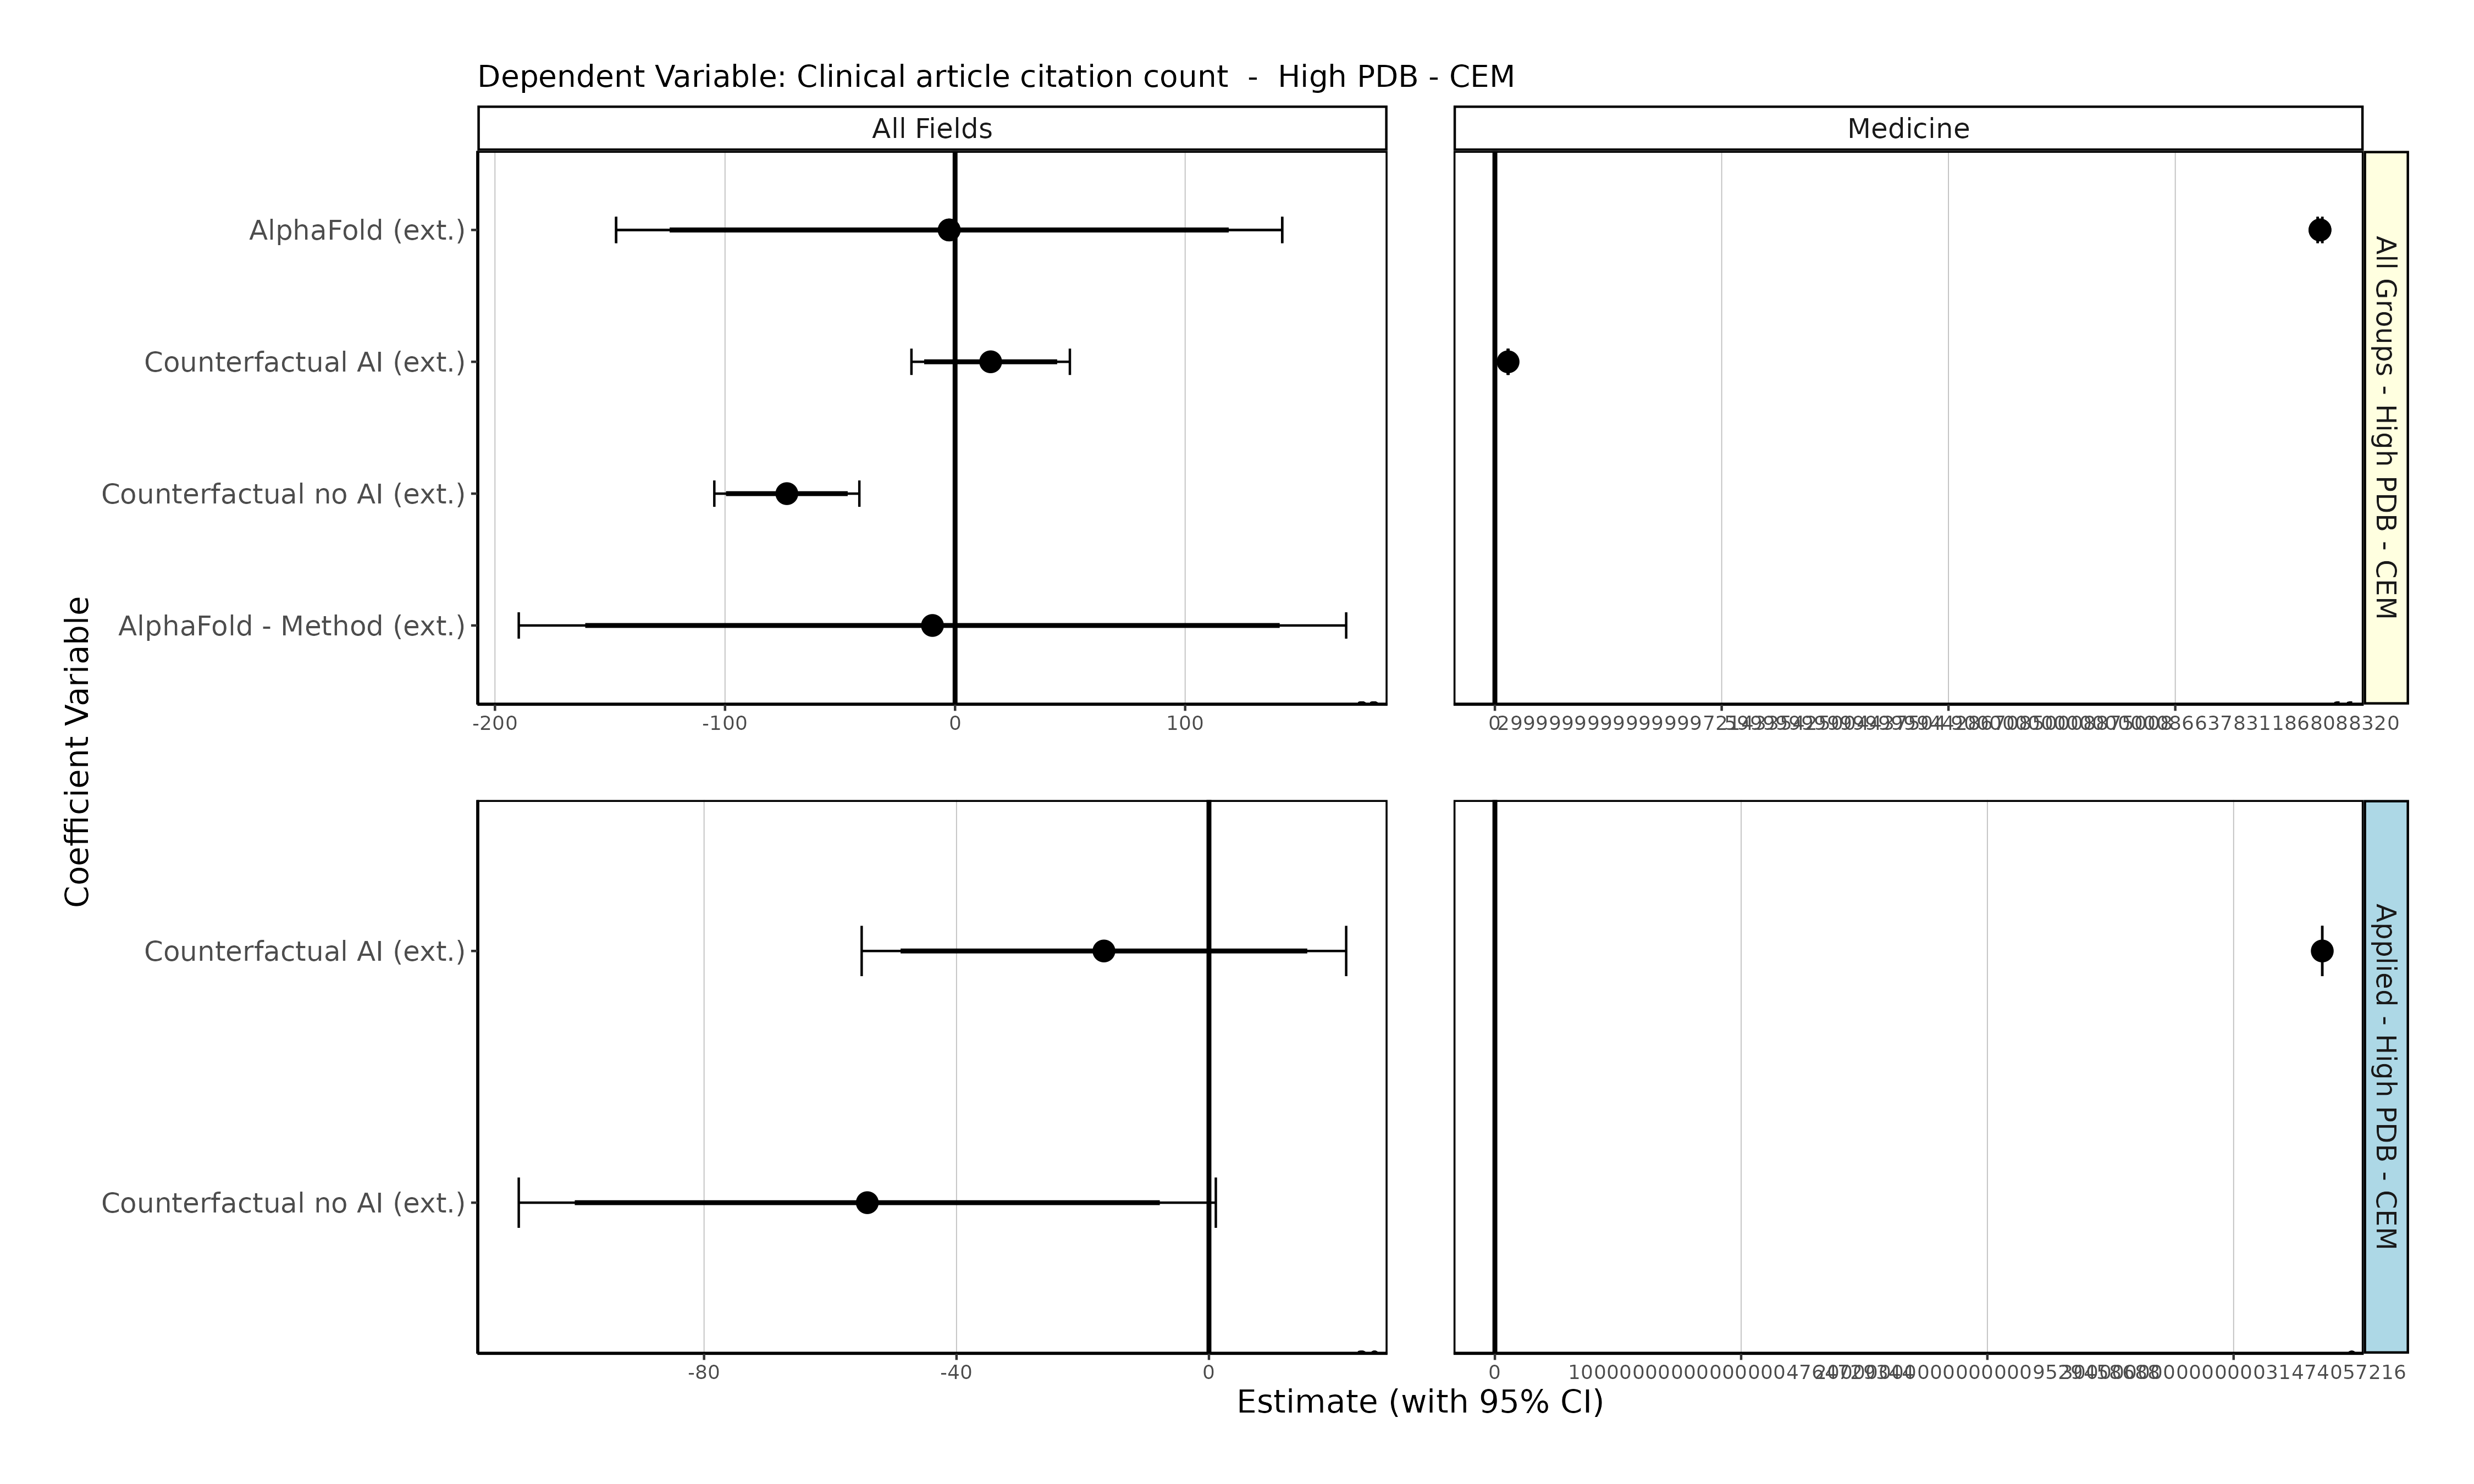 Dependent Variable: Clinical article citation count - High PDB - CEM
All Fields
Medicine
AlphaFold (ext.)
Counterfactual AI (ext.)
Counterfactual no AI (ext.)
AlphaFold - Method (ext.)
All Groups - High PDB - CEM
-200
-100
0
100
0
Counterfactual AI (ext.)
Counterfactual no AI (ext.)
Applied - High PDB - CEM
-80
-40
0
0
Coefficient Variable
Estimate (with 95% CI)